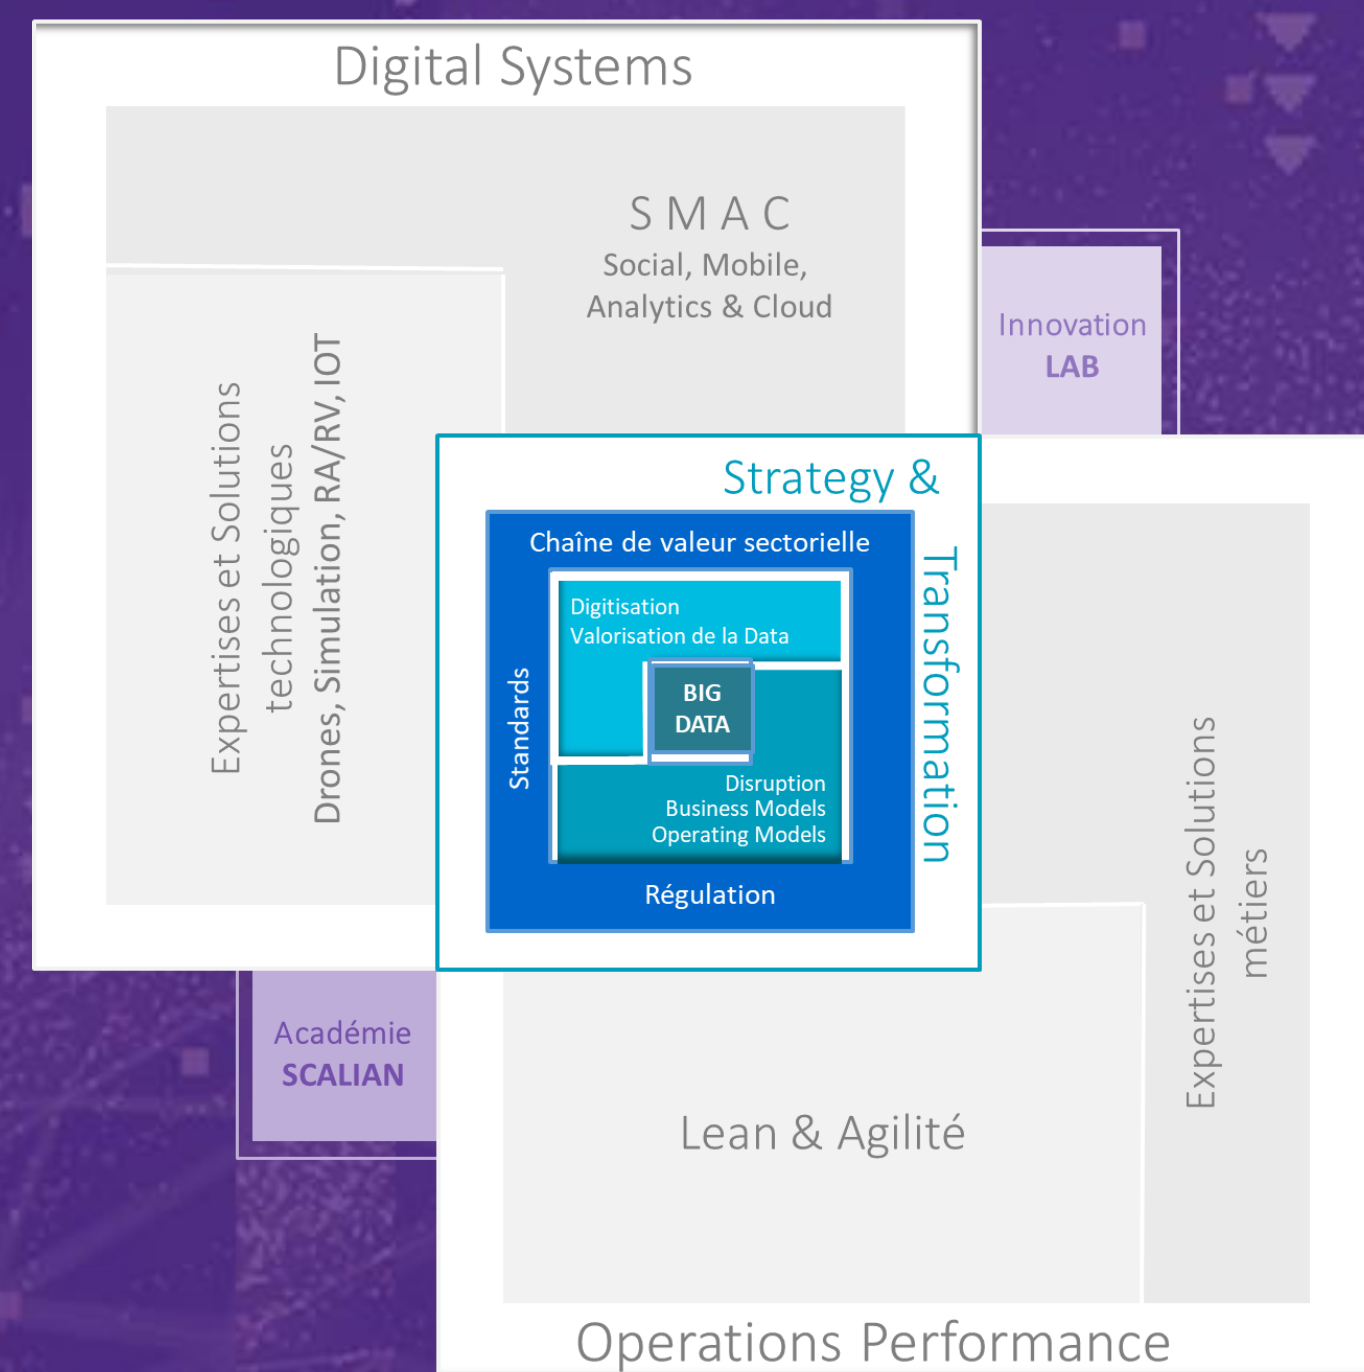 Digital Systems
S M A C
Social, Mobile,
Analytics & Cloud
Expertises et Solutions
technologiques
Drones, Simulation, RA/RV, IOT
Innovation
LAB
Strategy &
Transformation
Chaîne de valeur sectorielle
Standards
Digitisation
Valorisation de la Data
BIG
DATA
Disruption
Business Models
Operating Models
Régulation
Expertises et Solutions
métiers
Académie
SCALIAN
Lean & Agilité
Operations Performance